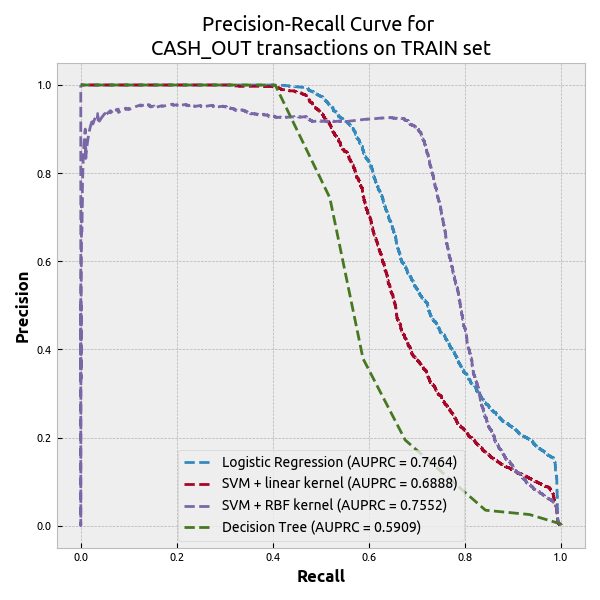 Precision-Recall Curve for
CASH_OUT transactions on TRAIN set
1.0
0.8
0.6
0.4
0.2
0.0
Precision
Logistic Regression (AUPRC = 0.7464)
SVM + linear kernel (AUPRC = 0.6888)
SVM + RBF kernel (AUPRC = 0.7552)
Decision Tree (AUPRC = 0.5909)
0.0 0.2 0.4 0.6 0.8 1.0
Recall